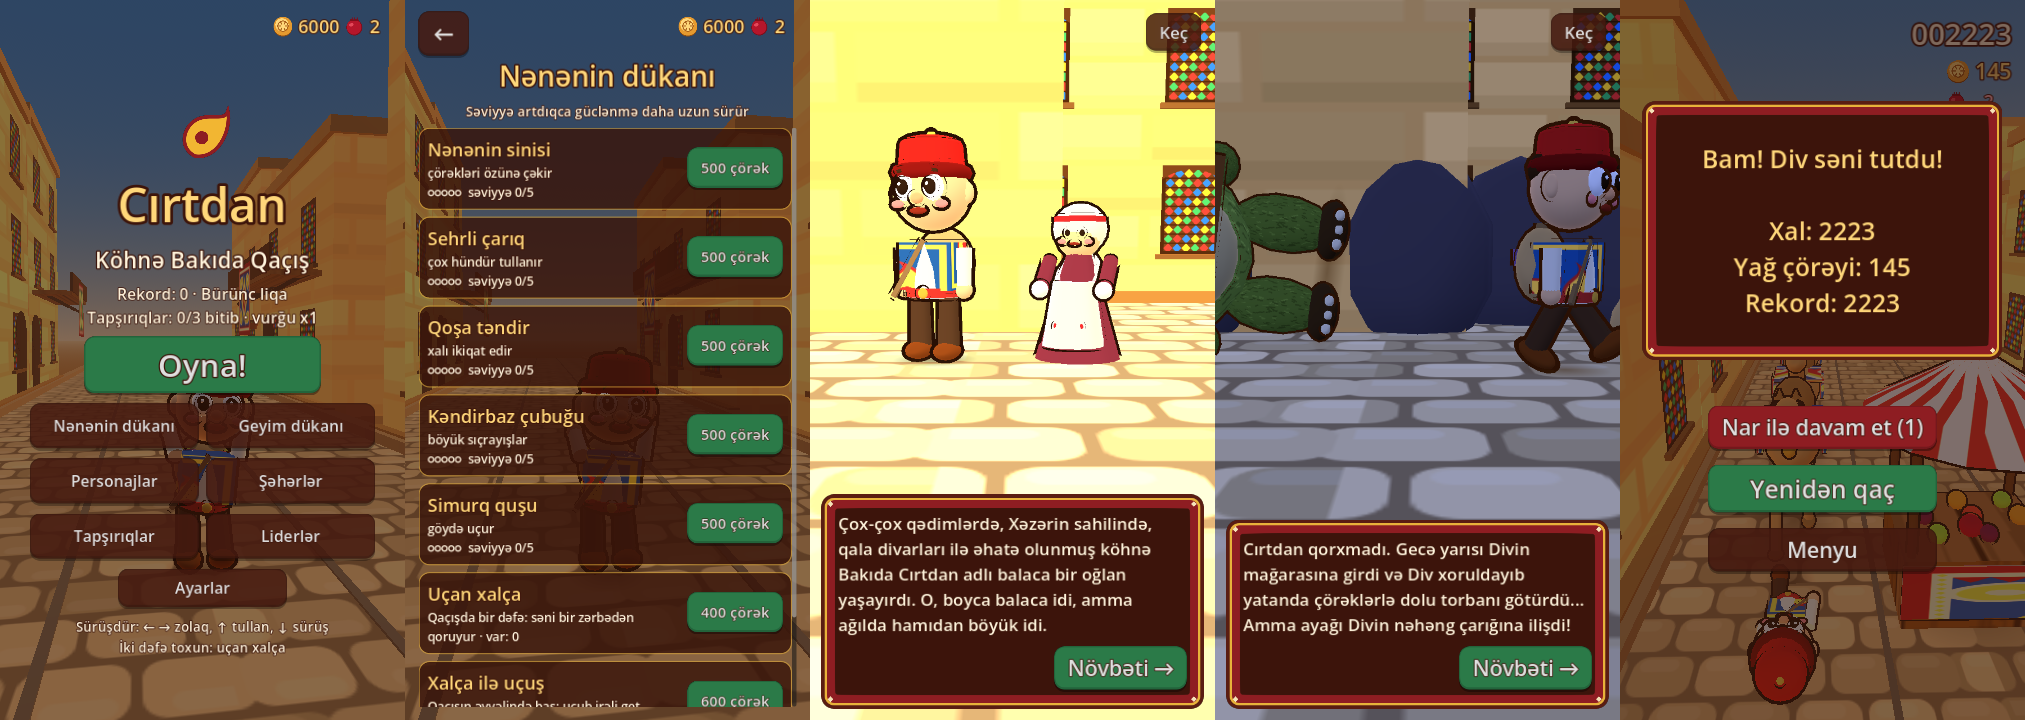 6000 2
Cırtdan
Köhnə Bakıda Qaçış
Rekord: 0 · Bürünc liqa
Tapşırıqlar: 0/3 bitib · vurğu x1
Oyna!
Nənənin dükanı
Geyim dükanı
Personajlar
Şəhərlər
Tapşırıqlar
Liderlər
Ayarlar
Sürüşdür: ← → zolaq, ↑ tullan, ↓ sürüş
İki dəfə toxun: uçan xalça
←
6000 2
Nənənin dükanı
Səviyyə artdıqca güclənmə daha uzun sürür
Nənənin sinisi
çörəkləri özünə çəkir
ooooo səviyyə 0/5
500 çörək
Sehrli çarıq
çox hündür tullanır
ooooo səviyyə 0/5
500 çörək
Qoşa təndir
xalı ikiqat edir
ooooo səviyyə 0/5
500 çörək
Kəndirbaz çubuğu
böyük sıçrayışlar
ooooo səviyyə 0/5
500 çörək
Simurq quşu
göydə uçur
ooooo səviyyə 0/5
500 çörək
Uçan xalça
Qaçışda bir dəfə: səni bir zərbədən
qoruyur · var: 0
400 çörək
Xalça ilə uçuş
600 çörək
Keç
Çox-çox qədimlərdə, Xəzərin sahilində,
qala divarları ilə əhatə olunmuş köhnə
Bakıda Cırtdan adlı balaca bir oğlan
yaşayırdı. O, boyca balaca idi, amma
ağılda hamıdan böyük idi.
Növbəti →
Keç
Cırtdan qorxmadı. Gecə yarısı Divin
mağarasına girdi və Div xoruldayıb
yatanda çörəklərlə dolu torbanı götürdü...
Amma ayağı Divin nəhəng çarığına ilişdi!
Növbəti →
002223
145
Bam! Div səni tutdu!
Xal: 2223
Yağ çörəyi: 145
Rekord: 2223
Nar ilə davam et (1)
Yenidən qaç
Menyu